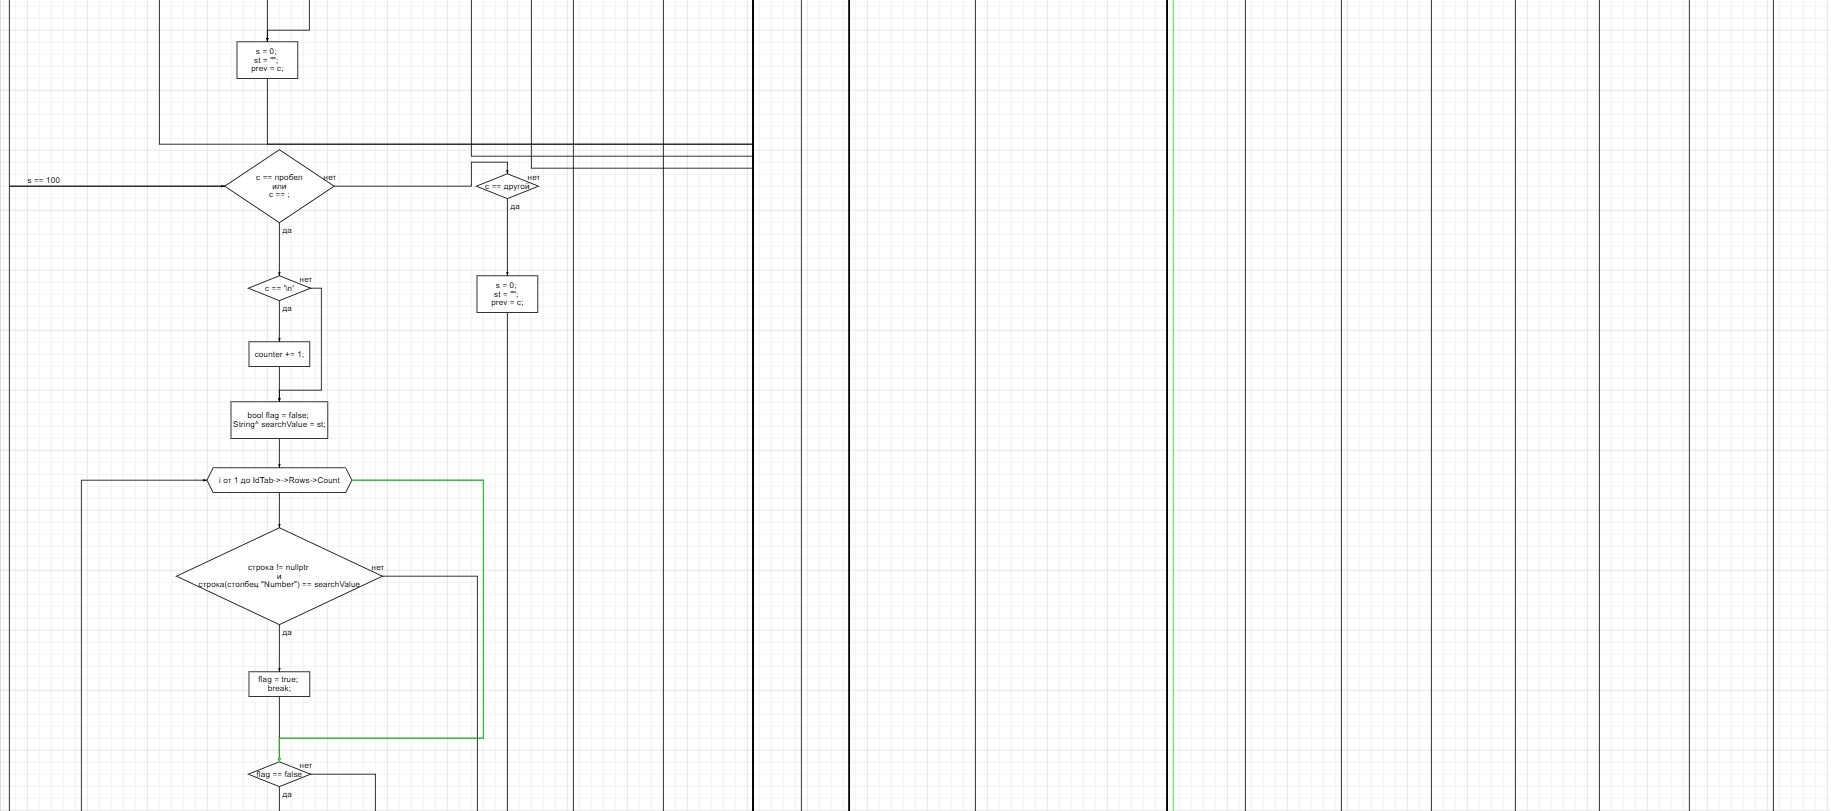 s = 0;
st = "";
prev = c;
s == 100
c == пробел
или
c == ;
нет
c == другой
нет
да
да
c == '\n'
нет
да
s = 0;
st = "";
prev = c;
counter += 1;
bool flag = false;
String^ searchValue = st;
i от 1 до IdTab->->Rows->Count
строка != nullptr
и
строка(столбец "Number") == searchValue
нет
да
flag = true;
break;
flag == false
нет
да